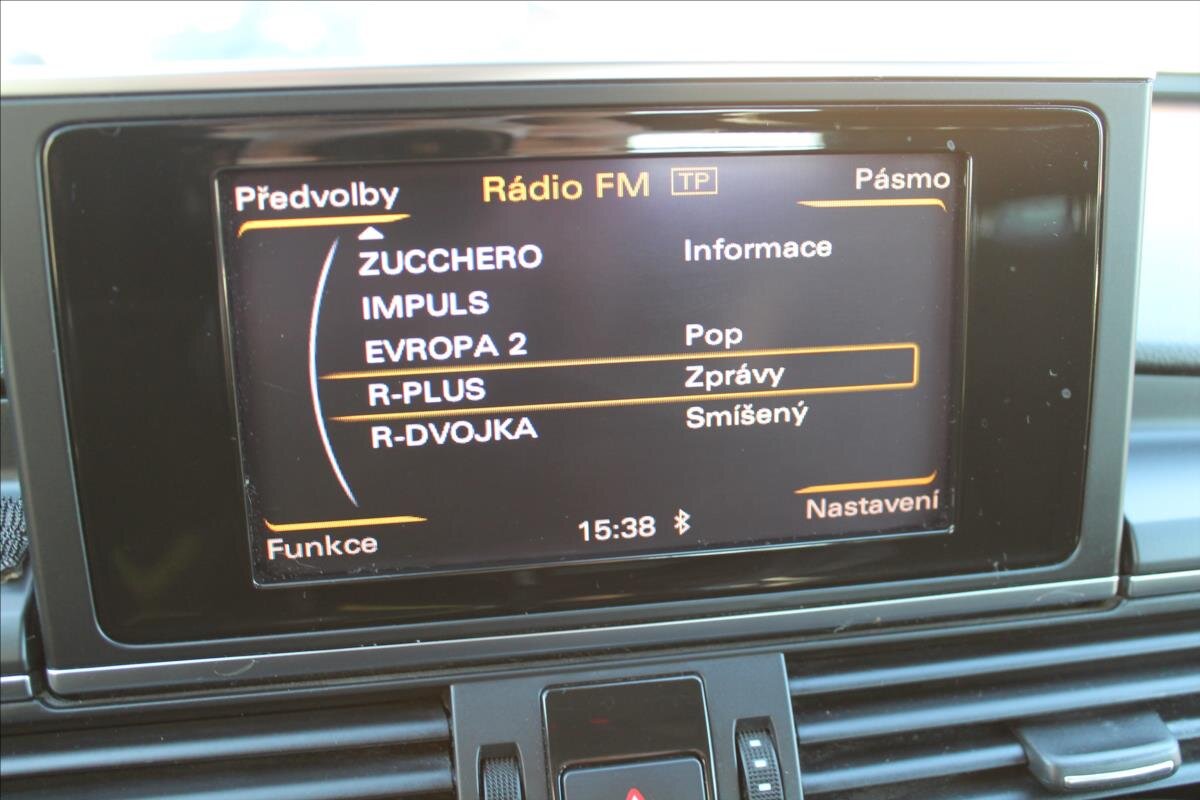 Předvolby Rádio FM TP Pásmo
ZUCCHERO Informace
IMPULS
EVROPA 2 Pop
R-PLUS Zprávy
R-DVOJKA Smíšený
Funkce 15:38 Nastavení